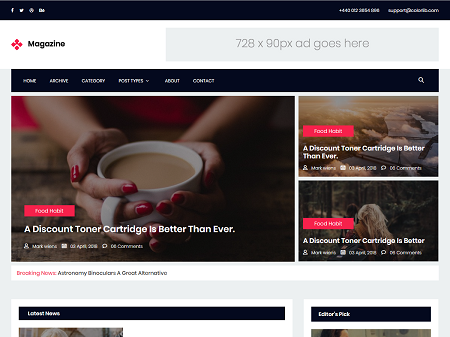 +440 012 3654 896 support@colorlib.com
Magazine
728 x 90px ad goes here
HOME ARCHIVE CATEGORY POST TYPES ABOUT CONTACT
Food Habit
A Discount Toner Cartridge Is Better Than Ever.
Mark wiens 03 April, 2018 06 Comments
Food Habit
A Discount Toner Cartridge Is Better
Than Ever.
Mark wiens 03 April, 2018 06 Comments
Food Habit
A Discount Toner Cartridge Is Better
Mark wiens 03 April, 2018 06 Comments
Breaking News: Astronomy Binoculars A Great Alternative
Latest News
Editor's Pick